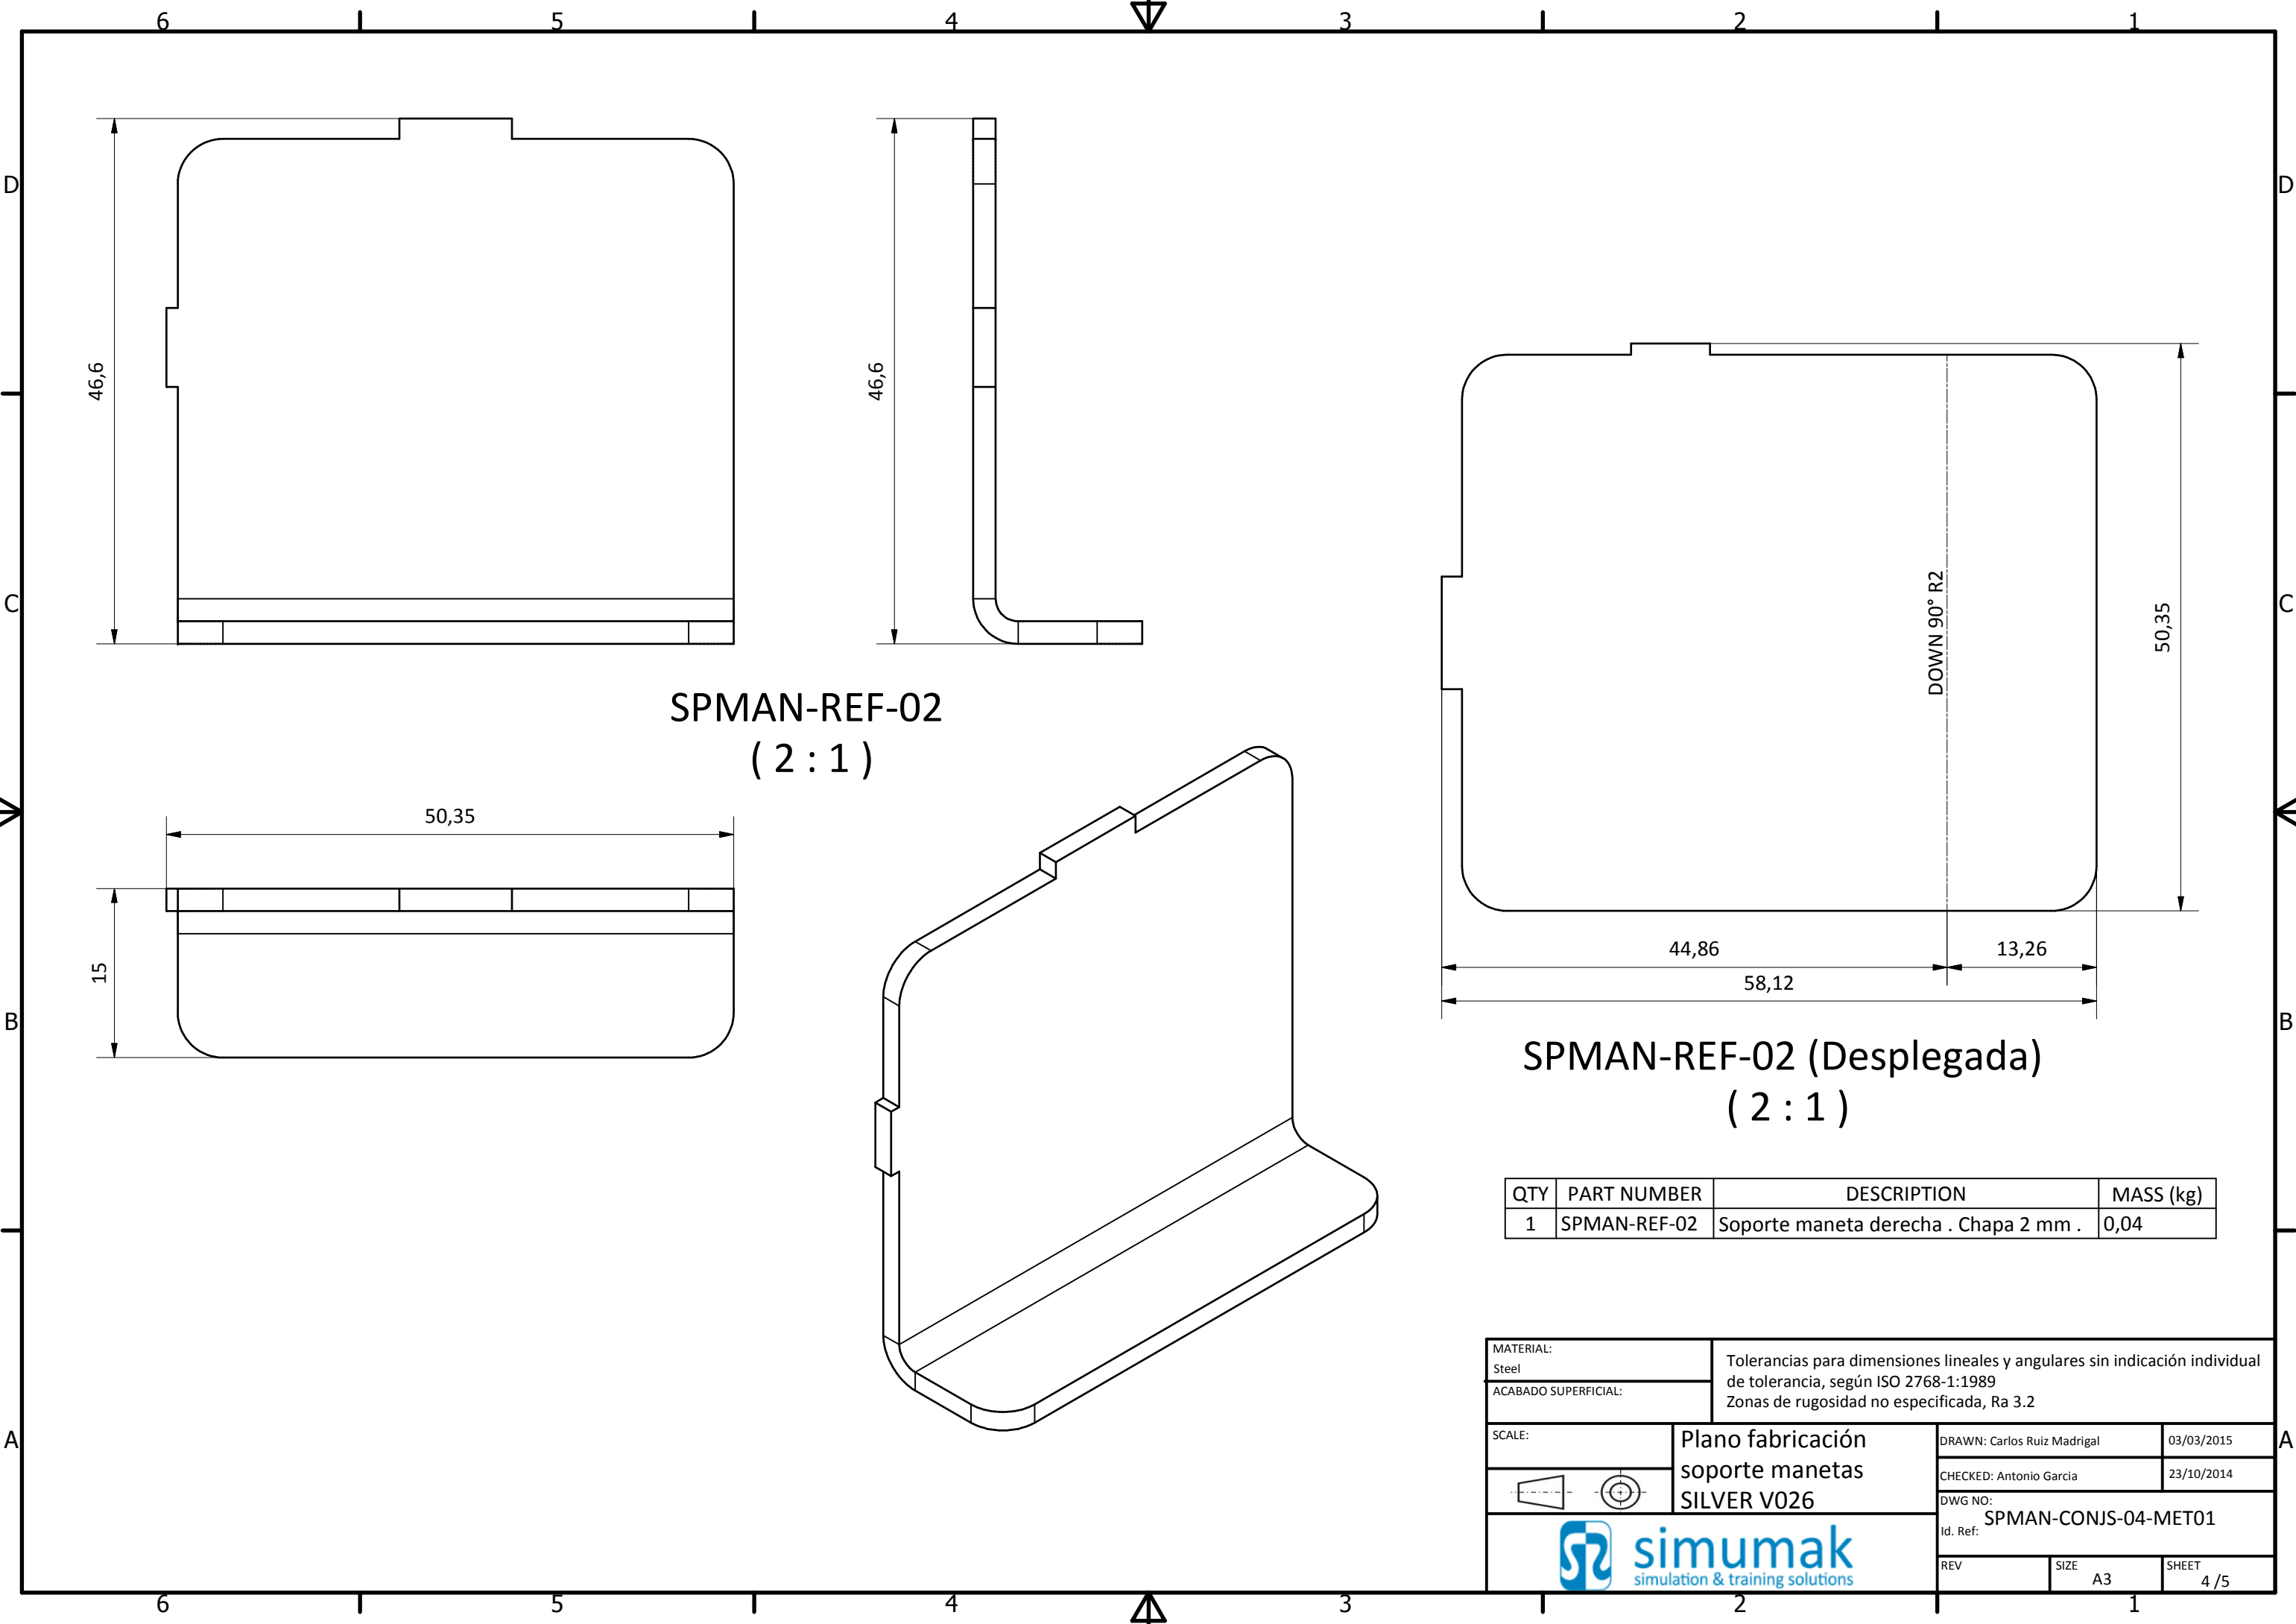 6 5 4 3 2 1
D D
46,6
46,6
C C
DOWN 90° R2
50,35
SPMAN-REF-02
( 2 : 1 )
50,35
15
44,86 13,26
58,12
B B
SPMAN-REF-02 (Desplegada)
( 2 : 1 )
QTY PART NUMBER DESCRIPTION MASS (kg)
1 SPMAN-REF-02 Soporte maneta derecha . Chapa 2 mm . 0,04
MATERIAL:
Steel
ACABADO SUPERFICIAL:
Tolerancias para dimensiones lineales y angulares sin indicación individual
de tolerancia, según ISO 2768-1:1989
Zonas de rugosidad no especificada, Ra 3.2
A A
SCALE:
Plano fabricación
soporte manetas
SILVER V026
DRAWN: Carlos Ruiz Madrigal 03/03/2015
CHECKED: Antonio Garcia 23/10/2014
DWG NO:
Id. Ref: SPMAN-CONJS-04-MET01
simumak
simulation & training solutions
REV SIZE A3 SHEET 4 /5
6 5 4 3 2 1